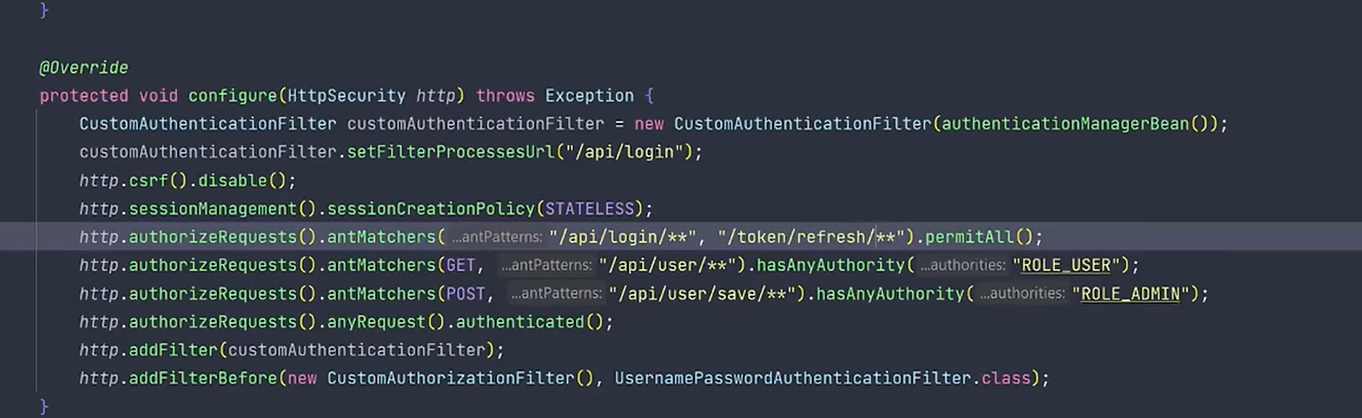 }
@Override
protected void configure(HttpSecurity http) throws Exception {
CustomAuthenticationFilter customAuthenticationFilter = new CustomAuthenticationFilter(authenticationManagerBean());
customAuthenticationFilter.setFilterProcessesUrl("/api/login");
http.csrf().disable();
http.sessionManagement().sessionCreationPolicy(STATELESS);
http.authorizeRequests().antMatchers( ...antPatterns: "/api/login/**", "/token/refresh/**").permitAll();
http.authorizeRequests().antMatchers(GET, ...antPatterns: "/api/user/**").hasAnyAuthority( ...authorities: "ROLE_USER");
http.authorizeRequests().antMatchers(POST, ...antPatterns: "/api/user/save/**").hasAnyAuthority( ...authorities: "ROLE_ADMIN");
http.authorizeRequests().anyRequest().authenticated();
http.addFilter(customAuthenticationFilter);
http.addFilterBefore(new CustomAuthorizationFilter(), UsernamePasswordAuthenticationFilter.class);
}